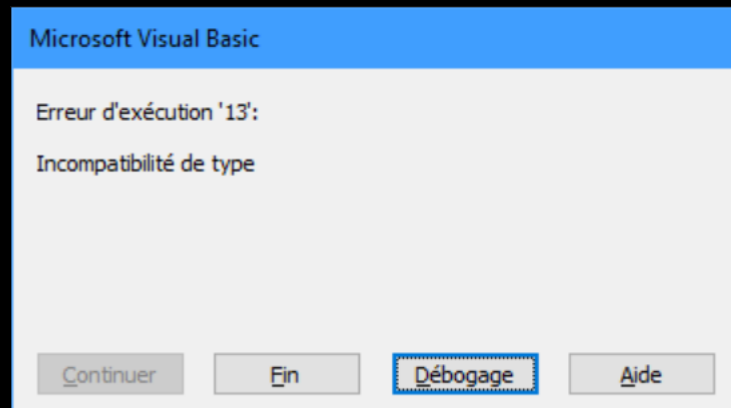 Microsoft Visual Basic
Erreur d'exécution '13':
Incompatibilité de type
Continuer Fin Débogage Aide